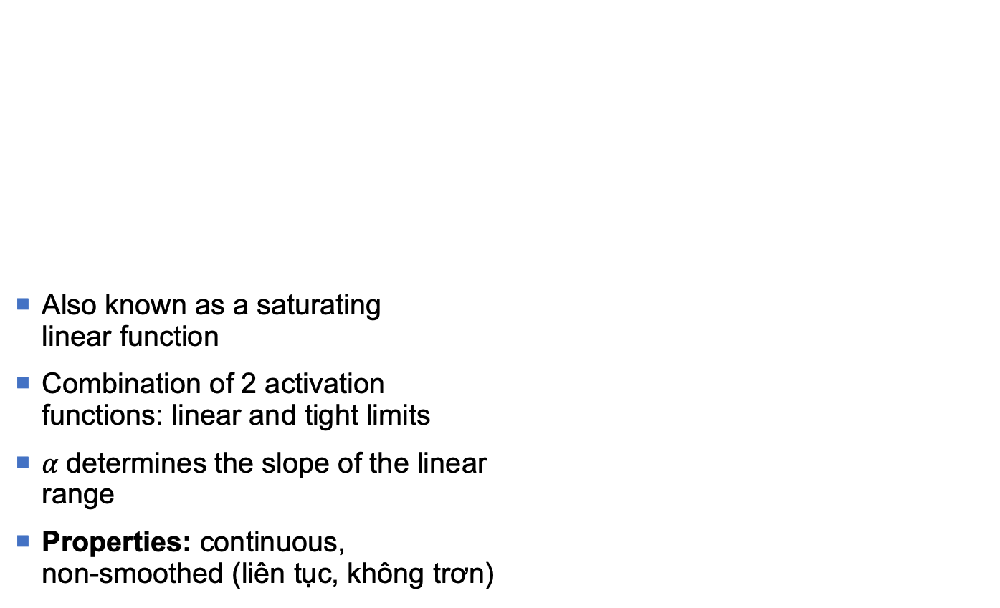 ■ Also known as a saturating
linear function
■ Combination of 2 activation
functions: linear and tight limits
■ 𝛼 determines the slope of the linear
range
■ Properties: continuous,
non-smoothed (liên tục, không trơn)